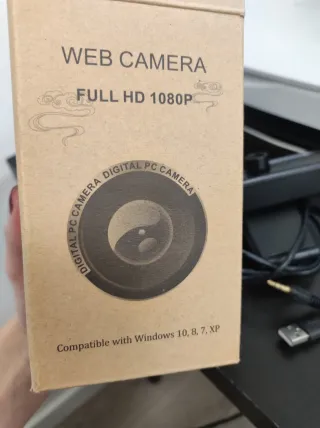 WEB CAMERA
FULL HD 1080P
DIGITAL PC CAMERA DIGITAL PC CAMERA
Compatible with Windows 10, 8, 7, XP